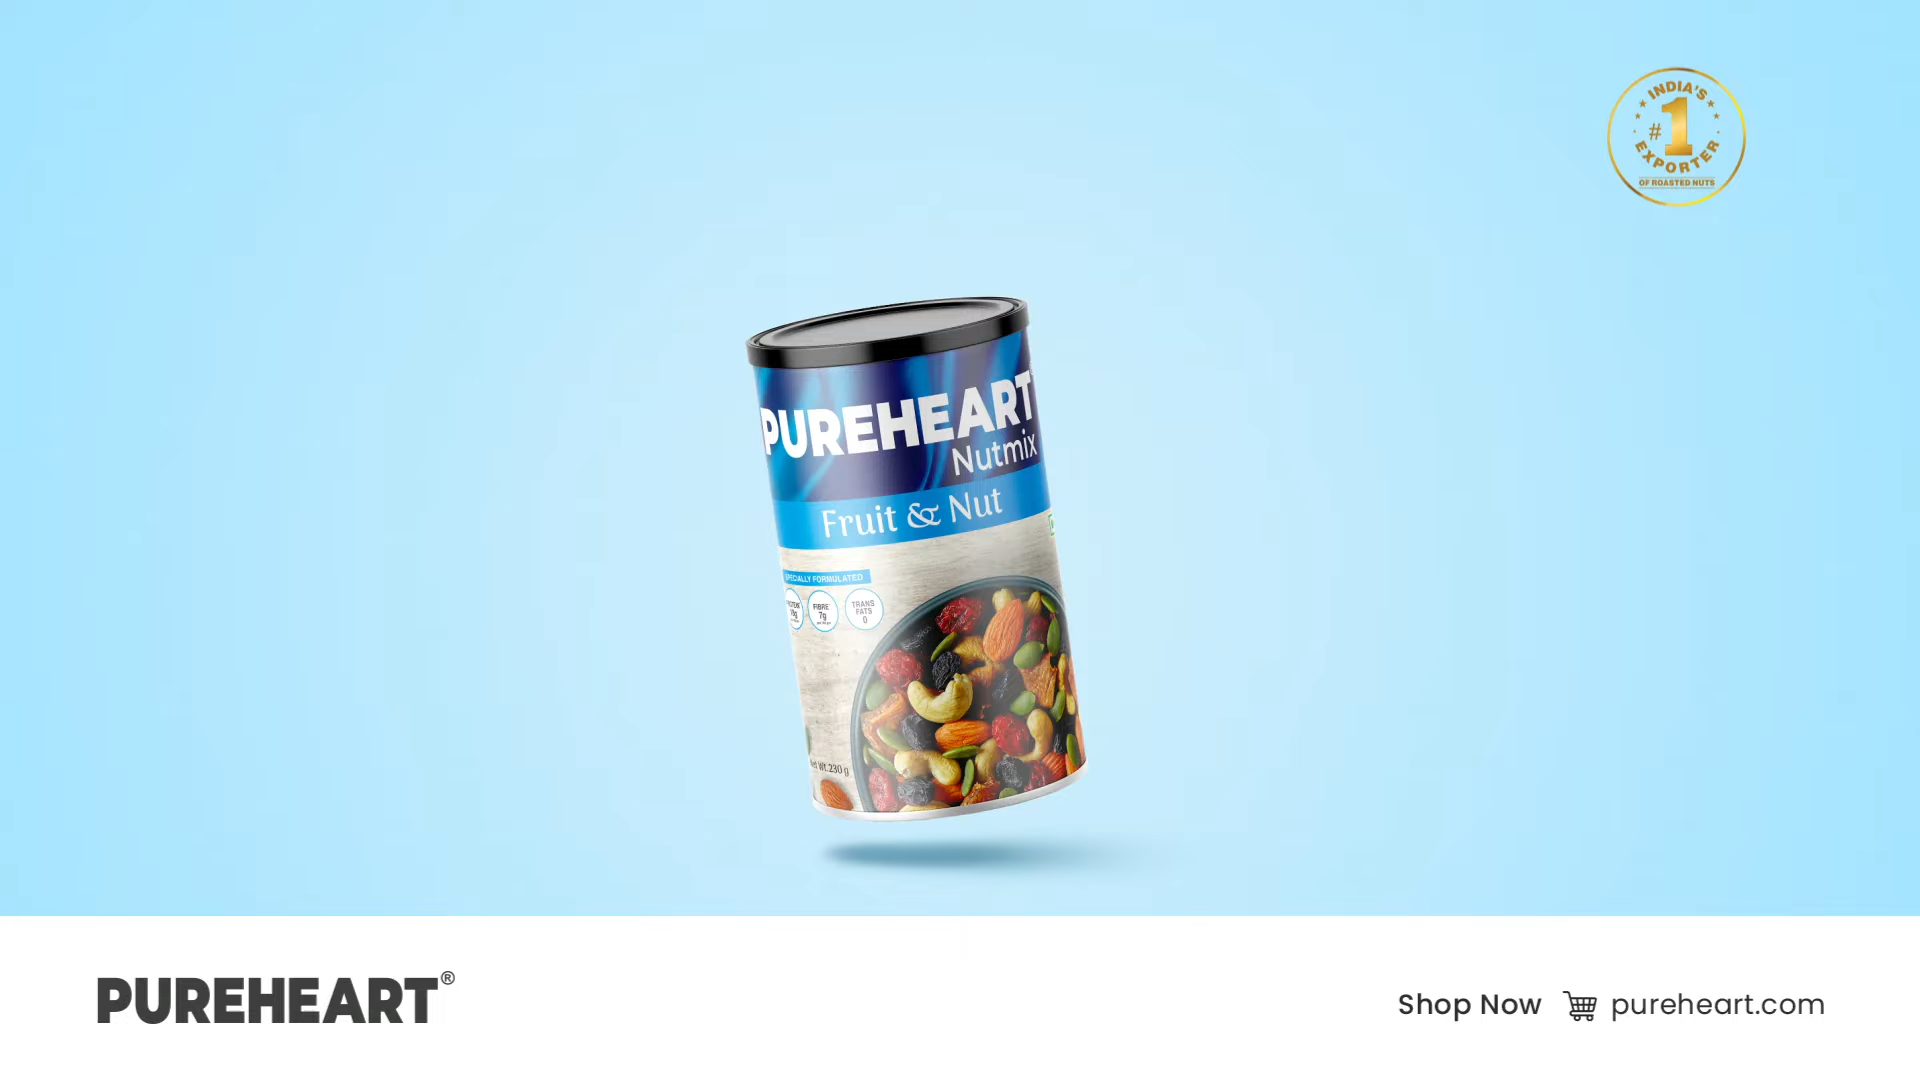 INDIA'S
#1
EXPORTER
OF ROASTED NUTS
PUREHEART
Nutmix
Fruit & Nut
SPECIALLY FORMULATED
FIBRE
7g
TRANS
FATS
0
Net Wt.230 g
PUREHEART®
Shop Now
pureheart.com